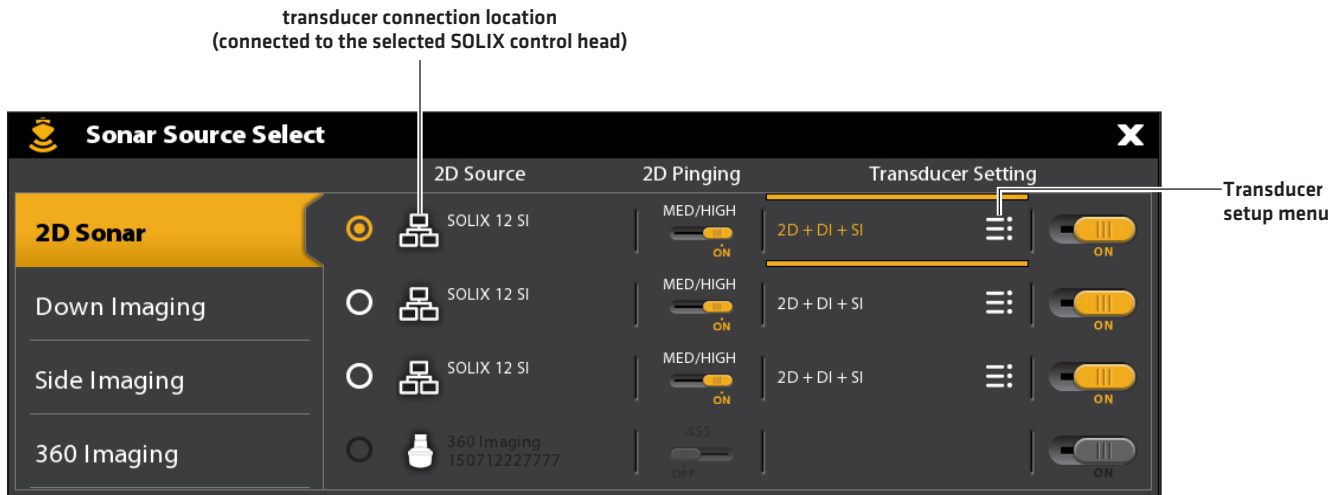 transducer connection location
(connected to the selected SOLIX control head)
Sonar Source Select X
2D Source 2D Pinging Transducer Setting
Transducer
setup menu
2D Sonar
SOLIX 12 SI
MED/HIGH
ON
2D + DI + SI
ON
Down Imaging
SOLIX 12 SI
MED/HIGH
ON
2D + DI + SI
ON
Side Imaging
SOLIX 12 SI
MED/HIGH
ON
2D + DI + SI
ON
360 Imaging
360 Imaging
150712227777
455
OFF
ON